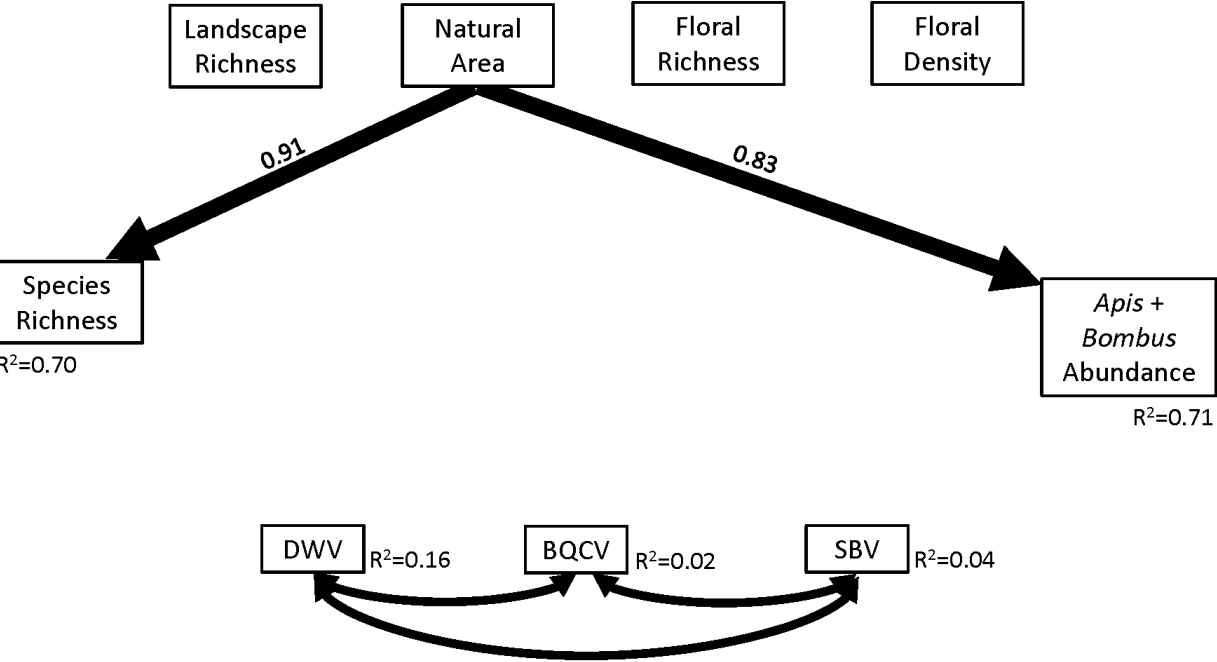 Landscape
Richness
Natural
Area
Floral
Richness
Floral
Density
0.91
0.83
Species
Richness
R²=0.70
Apis +
Bombus
Abundance
R²=0.71
DWV
R²=0.16
BQCV
R²=0.02
SBV
R²=0.04